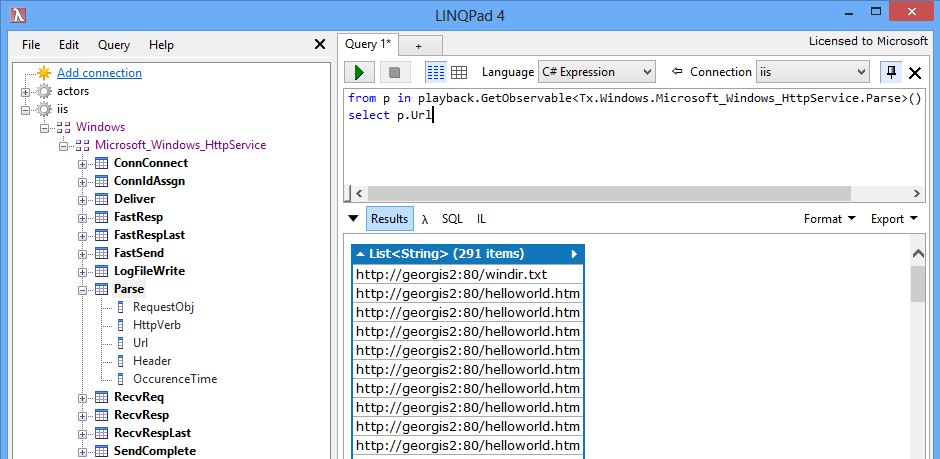 LINQPad 4
File Edit Query Help
Query 1* +
Licensed to Microsoft
Add connection
actors
iis
Windows
Microsoft_Windows_HttpService
ConnConnect
ConnIdAssgn
Deliver
FastResp
FastRespLast
FastSend
LogFileWrite
Parse
RequestObj
HttpVerb
Url
Header
OccurenceTime
RecvReq
RecvResp
RecvRespLast
SendComplete
Language C# Expression Connection iis
from p in playback.GetObservable<Tx.Windows.Microsoft_Windows_HttpService.Parse>()
select p.Url
Results λ SQL IL Format Export
List<String> (291 items)
http://georgis2:80/windir.txt
http://georgis2:80/helloworld.htm
http://georgis2:80/helloworld.htm
http://georgis2:80/helloworld.htm
http://georgis2:80/helloworld.htm
http://georgis2:80/helloworld.htm
http://georgis2:80/helloworld.htm
http://georgis2:80/helloworld.htm
http://georgis2:80/helloworld.htm
http://georgis2:80/helloworld.htm